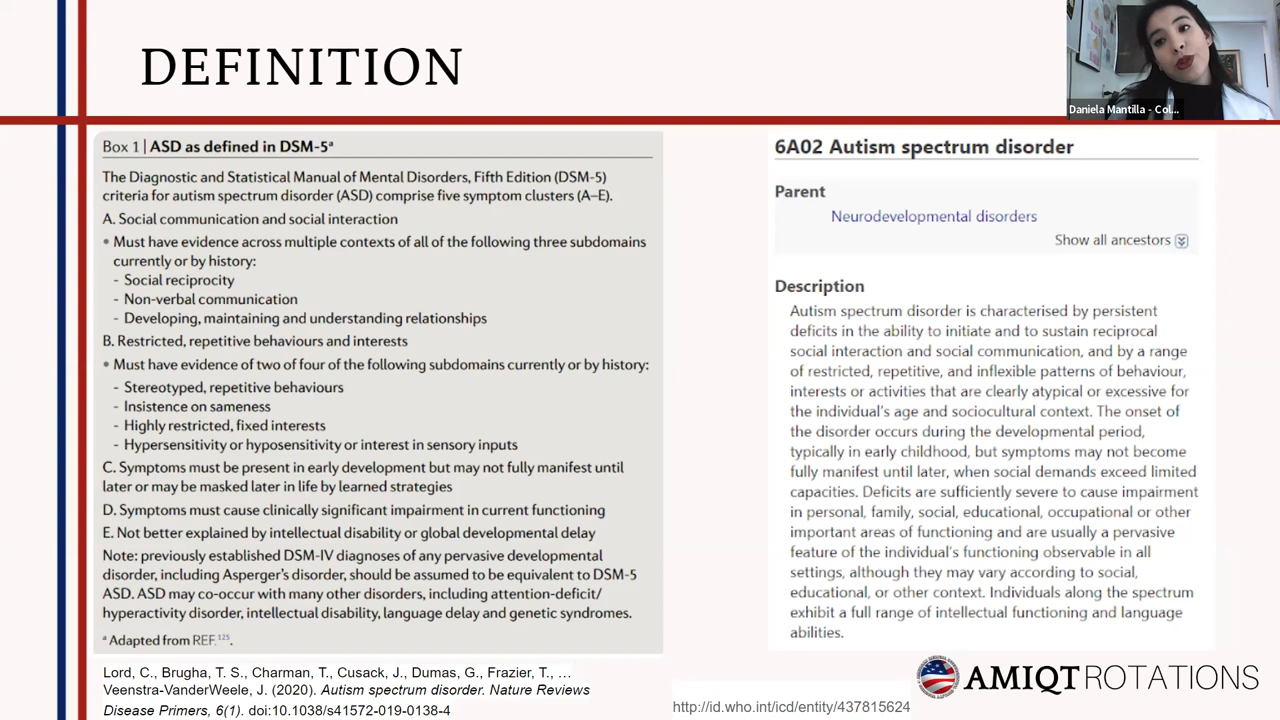 DEFINITION
Daniela Mantilla - Col...
Box 1 | ASD as defined in DSM-5ᵃ
The Diagnostic and Statistical Manual of Mental Disorders, Fifth Edition (DSM-5)
criteria for autism spectrum disorder (ASD) comprise five symptom clusters (A–E).
A. Social communication and social interaction
• Must have evidence across multiple contexts of all of the following three subdomains
currently or by history:
- Social reciprocity
- Non-verbal communication
- Developing, maintaining and understanding relationships
B. Restricted, repetitive behaviours and interests
• Must have evidence of two of four of the following subdomains currently or by history:
- Stereotyped, repetitive behaviours
- Insistence on sameness
- Highly restricted, fixed interests
- Hypersensitivity or hyposensitivity or interest in sensory inputs
C. Symptoms must be present in early development but may not fully manifest until
later or may be masked later in life by learned strategies
D. Symptoms must cause clinically significant impairment in current functioning
E. Not better explained by intellectual disability or global developmental delay
Note: previously established DSM-IV diagnoses of any pervasive developmental
disorder, including Asperger's disorder, should be assumed to be equivalent to DSM-5
ASD. ASD may co-occur with many other disorders, including attention-deficit/
hyperactivity disorder, intellectual disability, language delay and genetic syndromes.
ᵃ Adapted from REF.¹²⁵.
Lord, C., Brugha, T. S., Charman, T., Cusack, J., Dumas, G., Frazier, T., …
Veenstra-VanderWeele, J. (2020). Autism spectrum disorder. Nature Reviews
Disease Primers, 6(1). doi:10.1038/s41572-019-0138-4
6A02 Autism spectrum disorder
Parent
Neurodevelopmental disorders
Show all ancestors
Description
Autism spectrum disorder is characterised by persistent
deficits in the ability to initiate and to sustain reciprocal
social interaction and social communication, and by a range
of restricted, repetitive, and inflexible patterns of behaviour,
interests or activities that are clearly atypical or excessive for
the individual's age and sociocultural context. The onset of
the disorder occurs during the developmental period,
typically in early childhood, but symptoms may not become
fully manifest until later, when social demands exceed limited
capacities. Deficits are sufficiently severe to cause impairment
in personal, family, social, educational, occupational or other
important areas of functioning and are usually a pervasive
feature of the individual's functioning observable in all
settings, although they may vary according to social,
educational, or other context. Individuals along the spectrum
exhibit a full range of intellectual functioning and language
abilities.
http://id.who.int/icd/entity/437815624
AMIQTROTATIONS